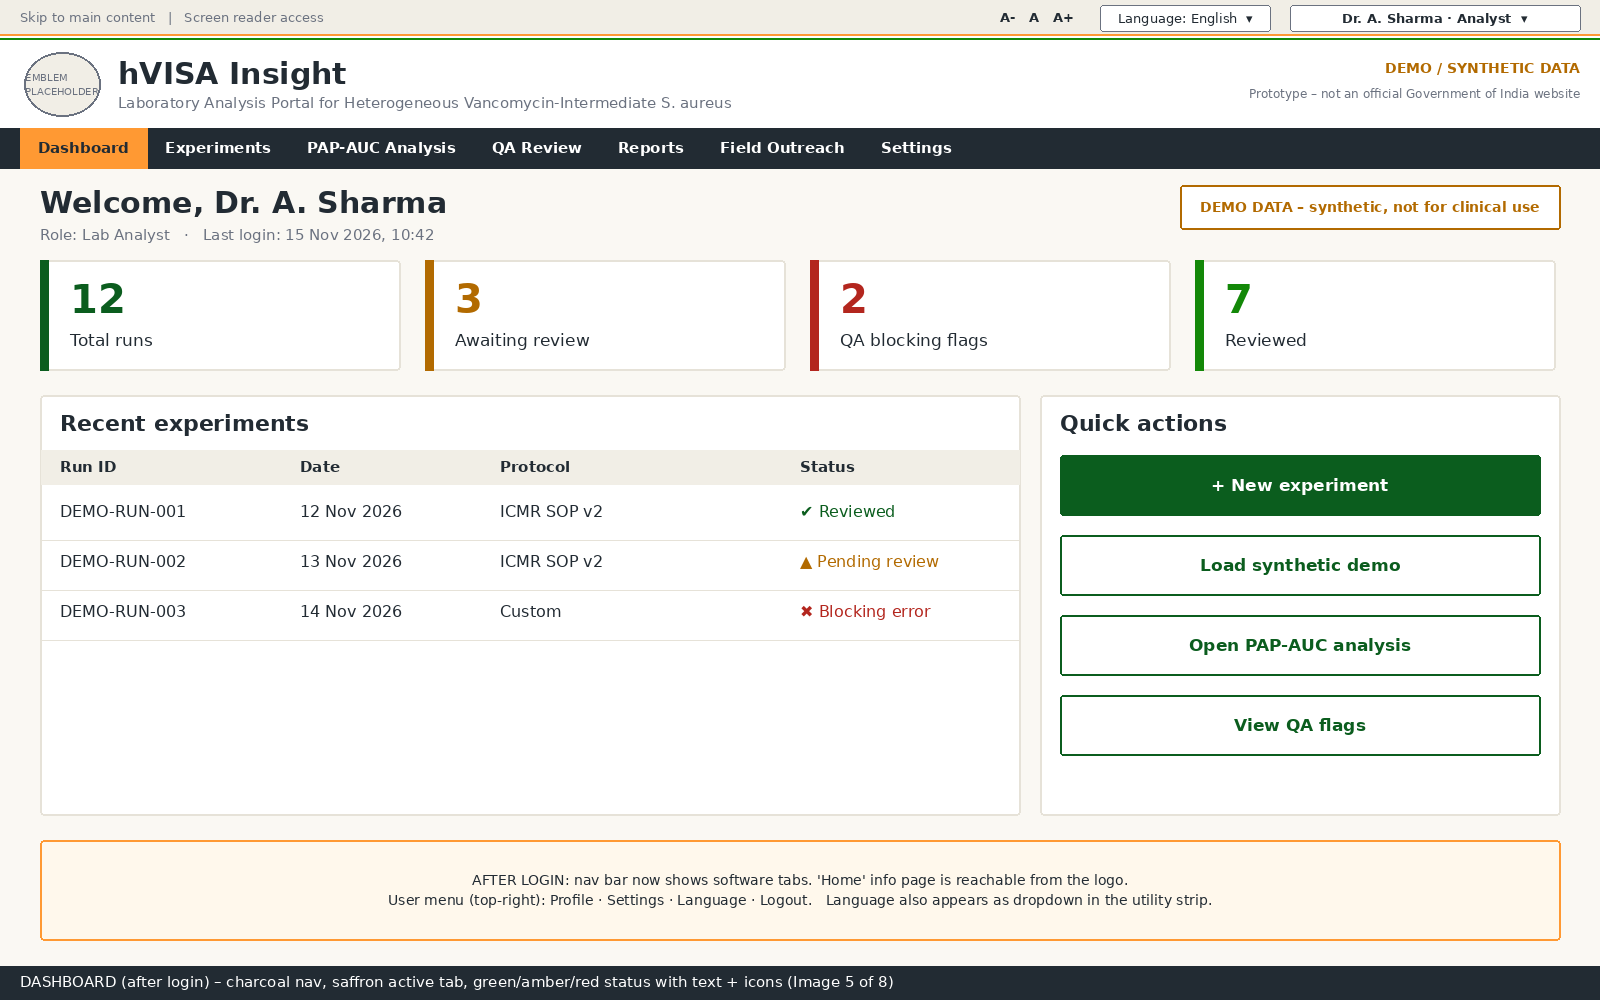 Skip to main content | Screen reader access
A- A A+
Language: English ▾
Dr. A. Sharma · Analyst ▾
EMBLEM
PLACEHOLDER
hVISA Insight
Laboratory Analysis Portal for Heterogeneous Vancomycin-Intermediate S. aureus
DEMO / SYNTHETIC DATA
Prototype – not an official Government of India website
Dashboard Experiments PAP-AUC Analysis QA Review Reports Field Outreach Settings
Welcome, Dr. A. Sharma
Role: Lab Analyst · Last login: 15 Nov 2026, 10:42
DEMO DATA – synthetic, not for clinical use
12
Total runs
3
Awaiting review
2
QA blocking flags
7
Reviewed
Recent experiments
Run ID Date Protocol Status
DEMO-RUN-001 12 Nov 2026 ICMR SOP v2 ✔ Reviewed
DEMO-RUN-002 13 Nov 2026 ICMR SOP v2 ▲ Pending review
DEMO-RUN-003 14 Nov 2026 Custom ✖ Blocking error
Quick actions
+ New experiment
Load synthetic demo
Open PAP-AUC analysis
View QA flags
AFTER LOGIN: nav bar now shows software tabs. 'Home' info page is reachable from the logo.
User menu (top-right): Profile · Settings · Language · Logout. Language also appears as dropdown in the utility strip.
DASHBOARD (after login) – charcoal nav, saffron active tab, green/amber/red status with text + icons (Image 5 of 8)